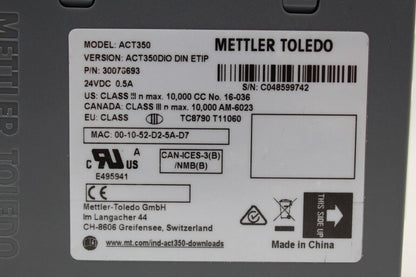 METTLER TOLEDO
MODEL: ACT350
METTLER TOLEDO
VERSION: ACT350DIO DIN ETIP
P/N: 30078693
24VDC 0.5A
S/N: C048599742
US: CLASS III n max. 10,000 CC No. 16-036
CANADA: CLASS III n max. 10,000 AM-6023
EU: CLASS III TC8790 T11060
MAC: 00-10-52-D2-5A-D7
c UL US
E495941
CAN-ICES-3(B)
/NMB(B)
CE
THIS SIDE UP
Mettler-Toledo GmbH
Im Langacher 44
CH-8606 Greifensee, Switzerland
www.mt.com/ind-act350-downloads
Made in China